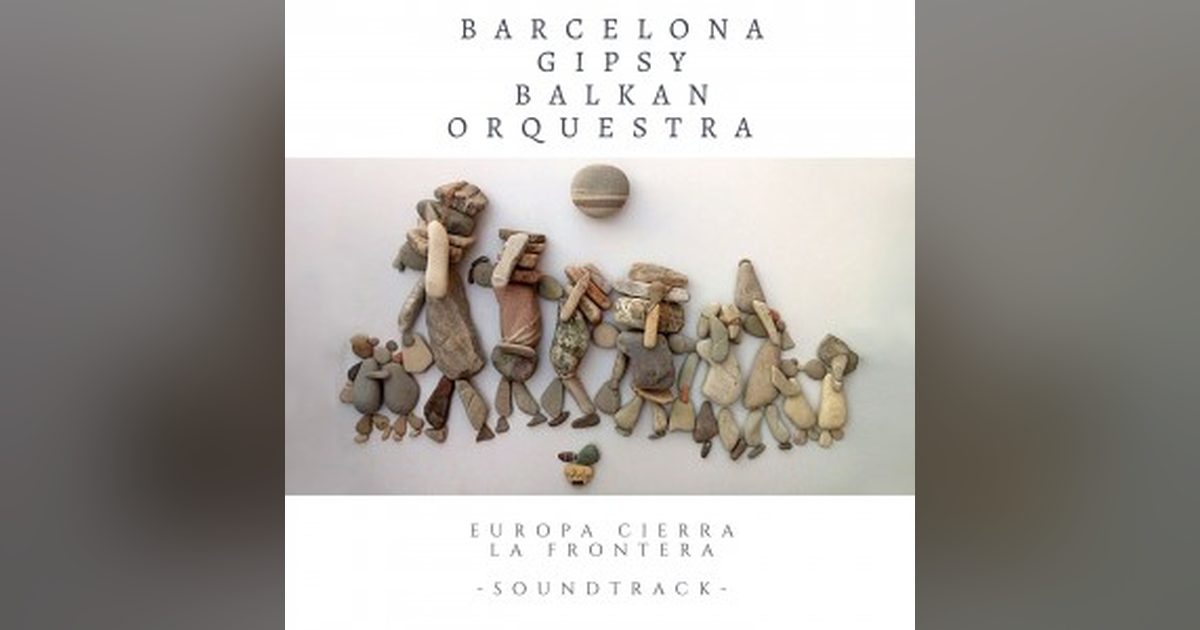 BARCELONA
GIPSY
BALKAN
ORQUESTRA
EUROPA CIERRA
LA FRONTERA
-SOUNDTRACK-